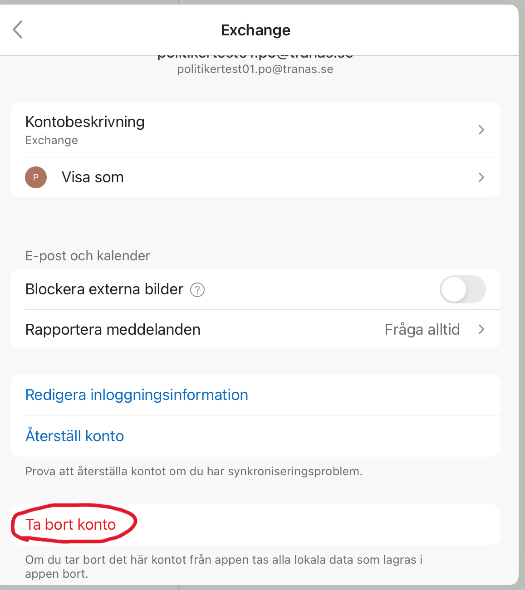 Exchange
politikertest01.po@tranas.se
politikertest01.po@tranas.se
Kontobeskrivning
Exchange
P
Visa som
E-post och kalender
Blockera externa bilder ?
Rapportera meddelanden Fråga alltid
Redigera inloggningsinformation
Återställ konto
Prova att återställa kontot om du har synkroniseringsproblem.
Ta bort konto
Om du tar bort det här kontot från appen tas alla lokala data som lagras i
appen bort.